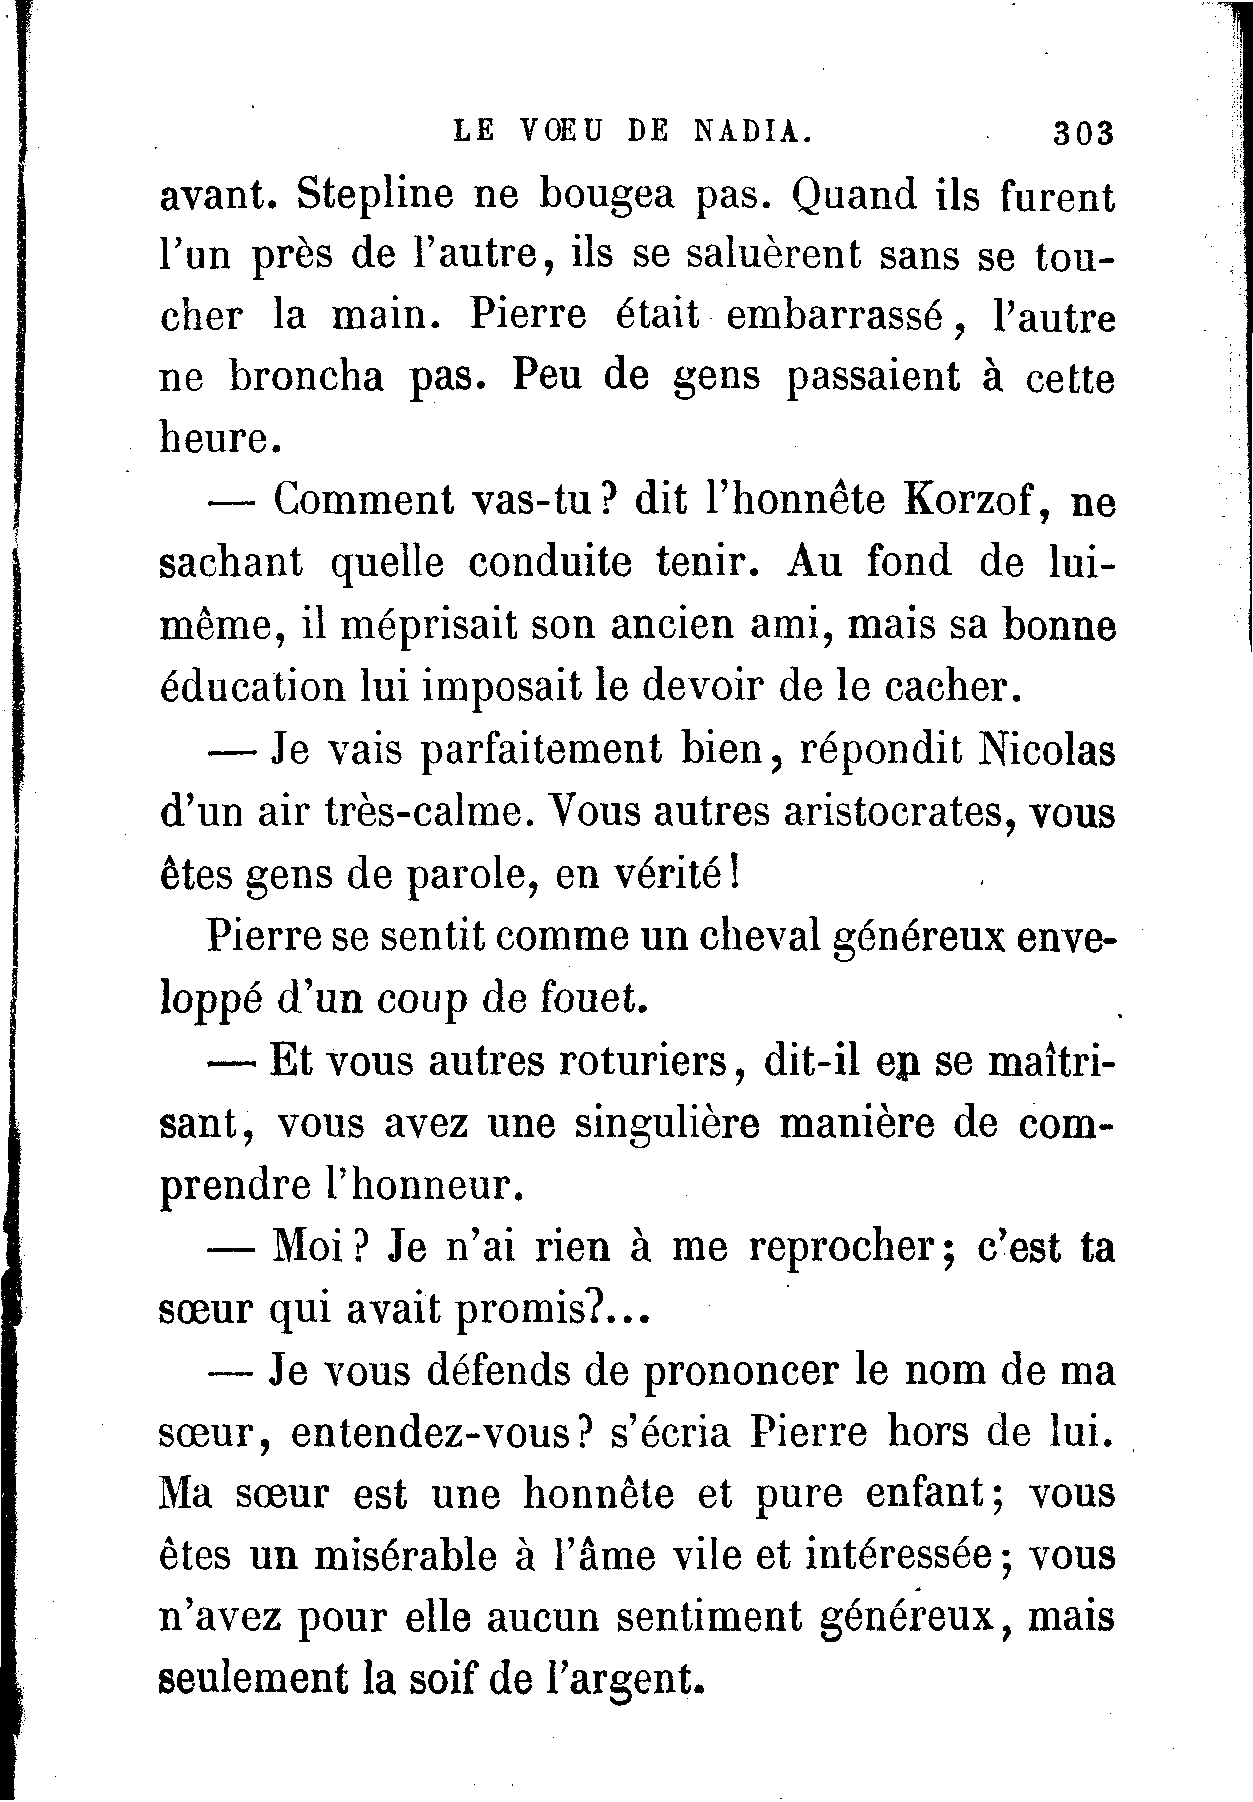 LE VŒU DE NADIA. 303
avant. Stepline ne bougea pas. Quand ils furent
l'un près de l'autre, ils se saluèrent sans se tou-
cher la main. Pierre était embarrassé, l'autre
ne broncha pas. Peu de gens passaient à cette
heure.
— Comment vas-tu? dit l'honnête Korzof, ne
sachant quelle conduite tenir. Au fond de lui-
même, il méprisait son ancien ami, mais sa bonne
éducation lui imposait le devoir de le cacher.
— Je vais parfaitement bien, répondit Nicolas
d'un air très-calme. Vous autres aristocrates, vous
êtes gens de parole, en vérité!
Pierre se sentit comme un cheval généreux enve-
loppé d'un coup de fouet.
— Et vous autres roturiers, dit-il en se maîtri-
sant, vous avez une singulière manière de com-
prendre l'honneur.
— Moi? Je n'ai rien à me reprocher; c'est ta
sœur qui avait promis?...
— Je vous défends de prononcer le nom de ma
sœur, entendez-vous? s'écria Pierre hors de lui.
Ma sœur est une honnête et pure enfant; vous
êtes un misérable à l'âme vile et intéressée; vous
n'avez pour elle aucun sentiment généreux, mais
seulement la soif de l'argent.